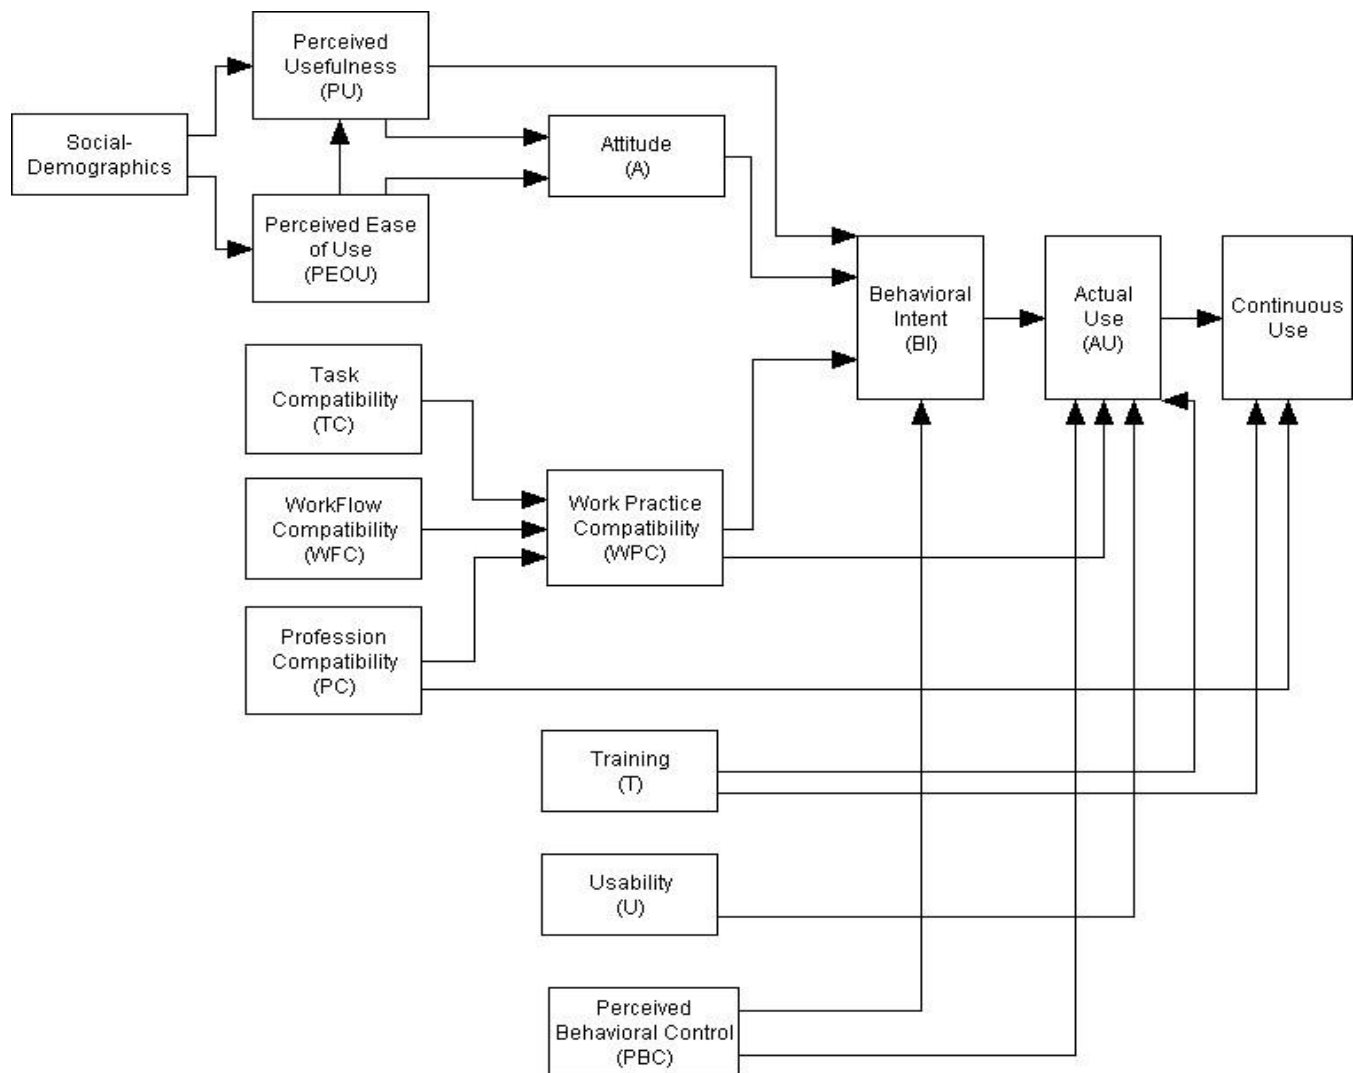 Perceived
Usefulness
(PU)
Social-
Demographics
Attitude
(A)
Perceived Ease
of Use
(PEOU)
Behavioral
Intent
(BI)
Actual
Use
(AU)
Continuous
Use
Task
Compatibility
(TC)
WorkFlow
Compatibility
(WFC)
Work Practice
Compatibility
(WPC)
Profession
Compatibility
(PC)
Training
(T)
Usability
(U)
Perceived
Behavioral Control
(PBC)